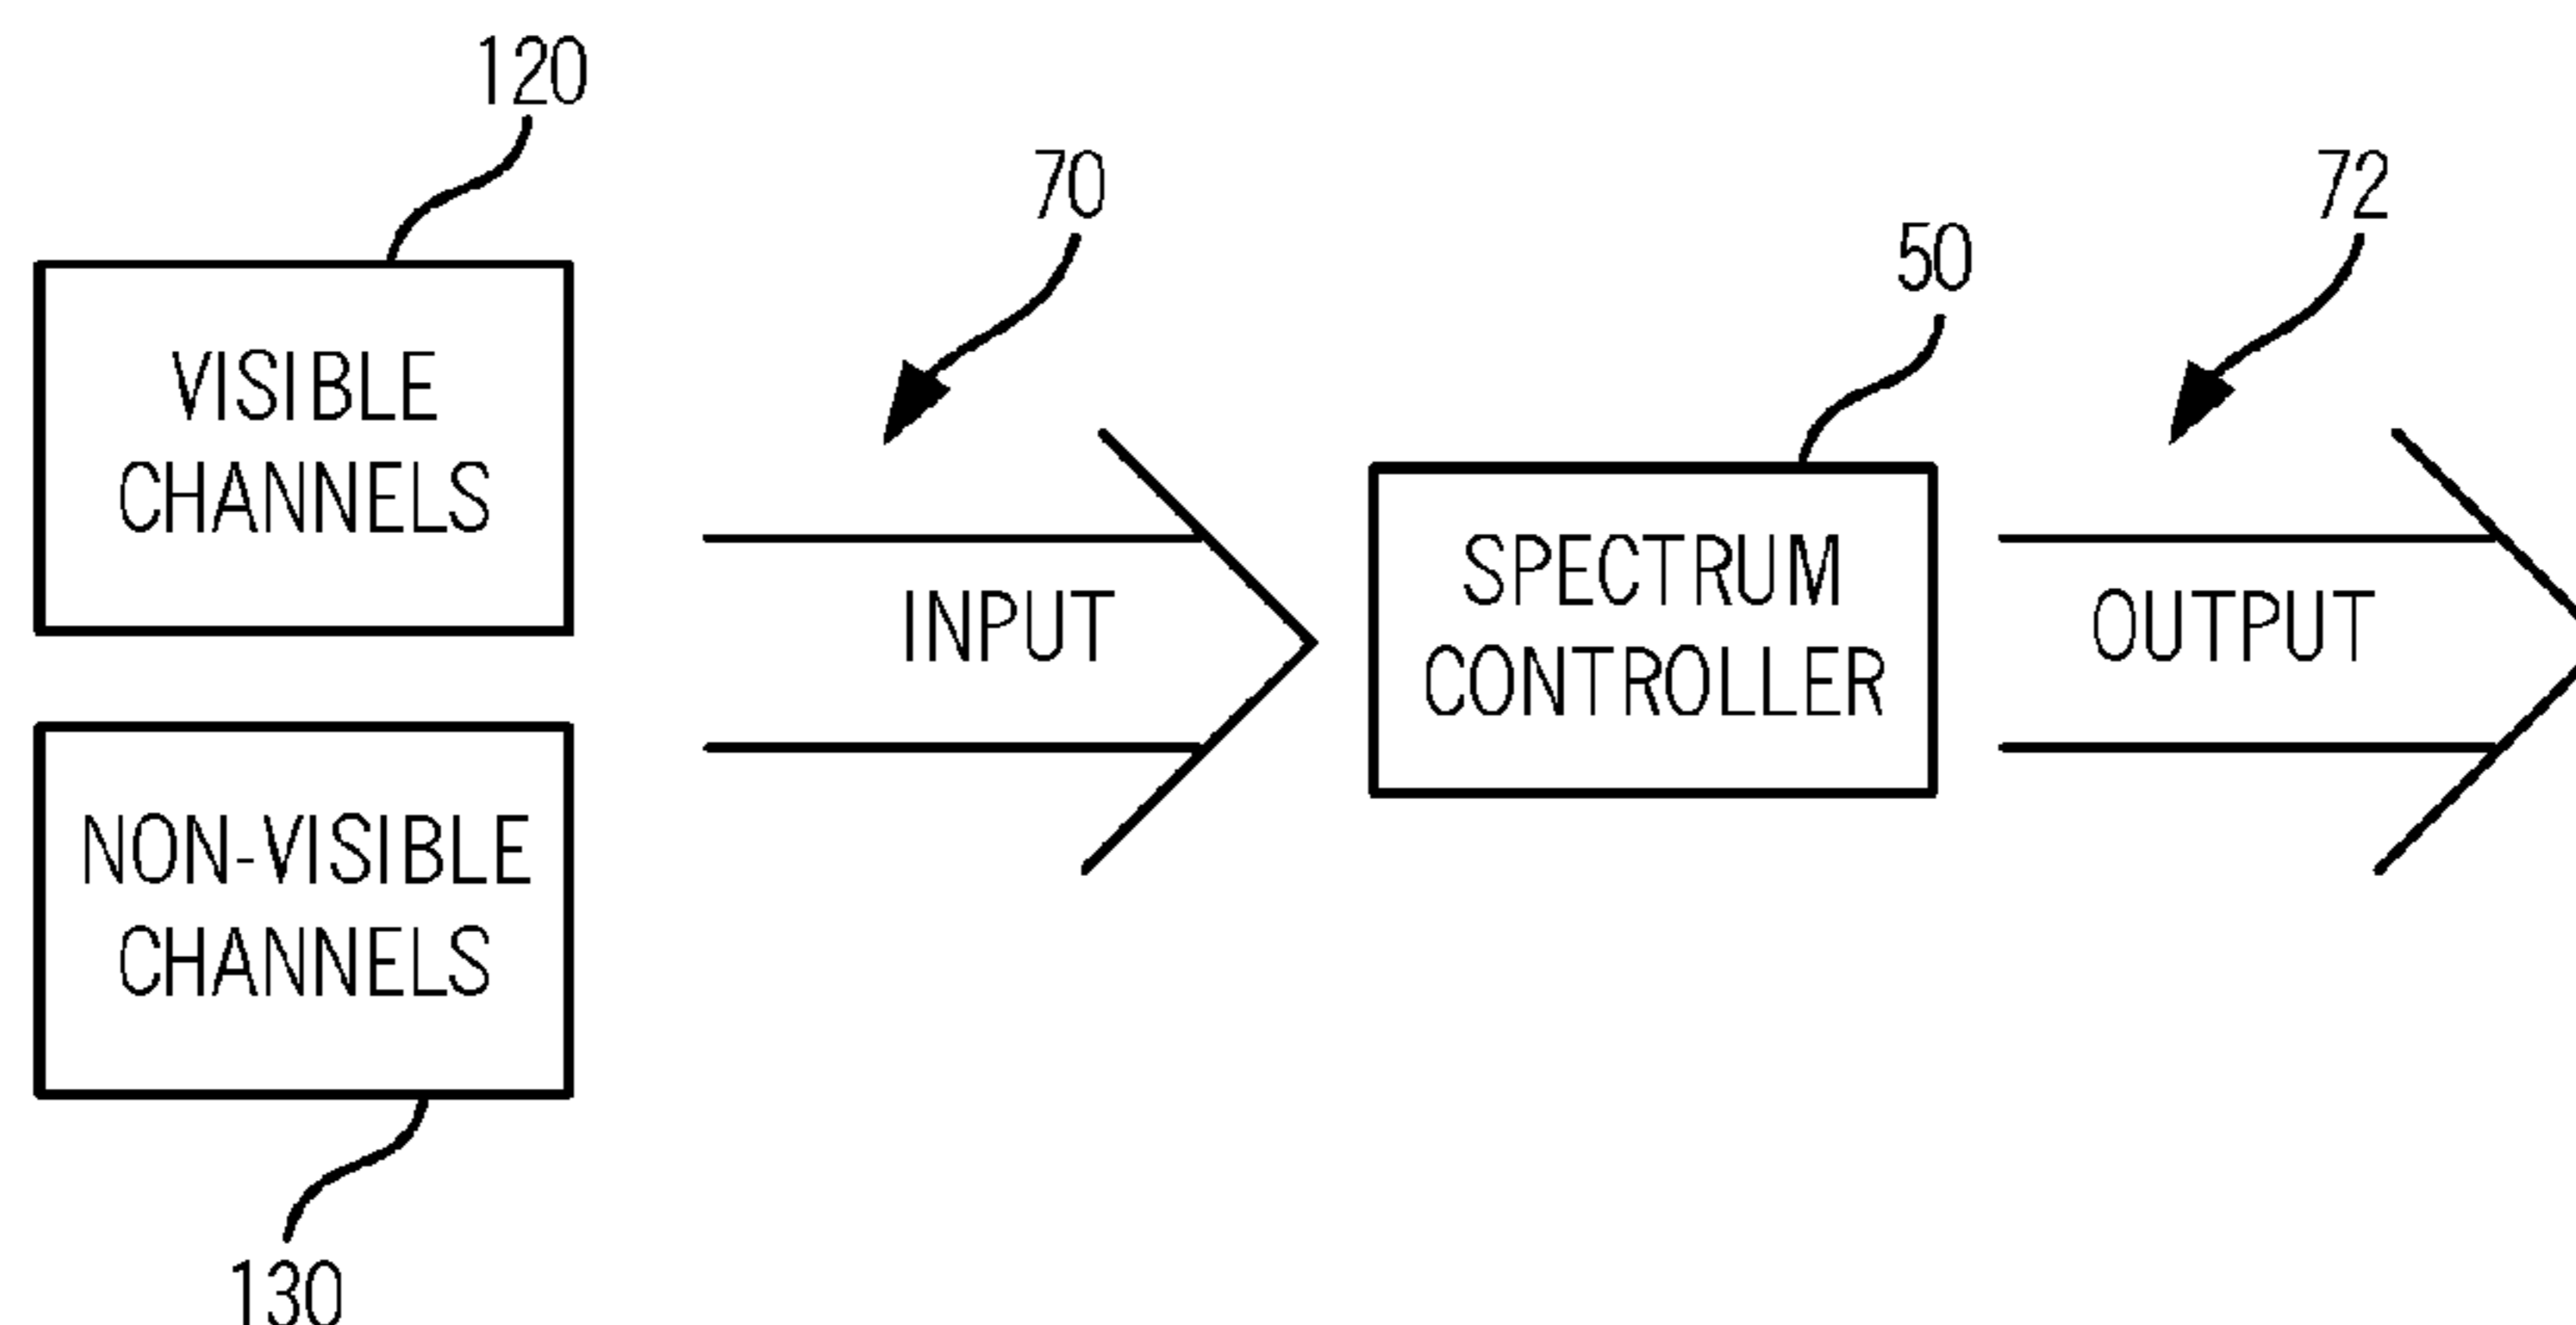 120
VISIBLE
CHANNELS
NON-VISIBLE
CHANNELS
130
70
INPUT
50
SPECTRUM
CONTROLLER
72
OUTPUT